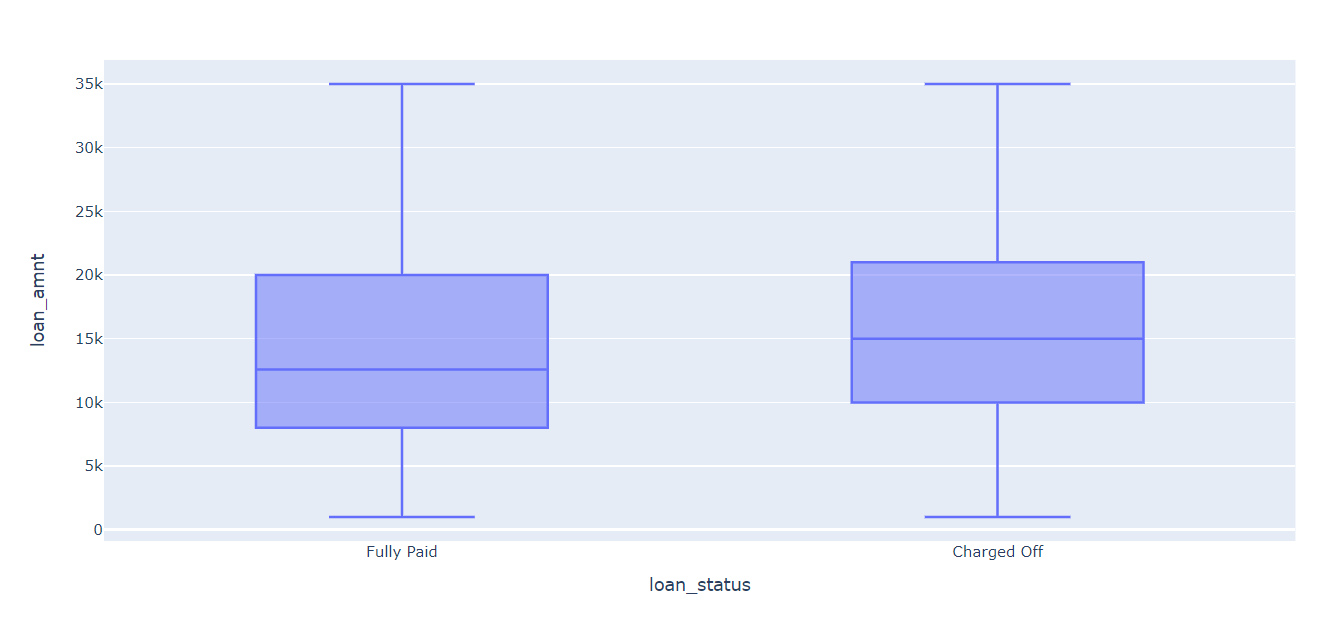 35k
30k
25k
20k
15k
10k
5k
0
loan_amnt
Fully Paid
Charged Off
loan_status